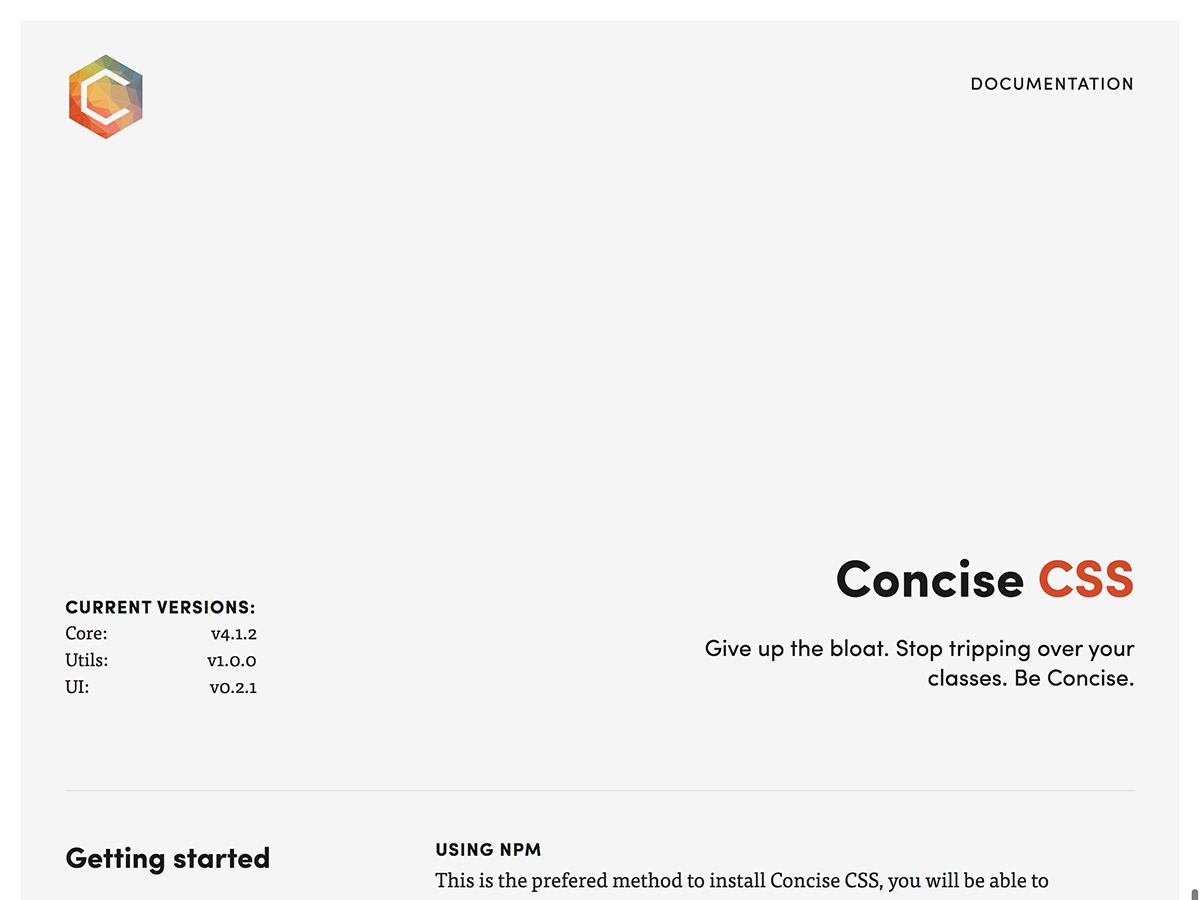 C
DOCUMENTATION
Concise CSS
Give up the bloat. Stop tripping over your
classes. Be Concise.
CURRENT VERSIONS:
Core: v4.1.2
Utils: v1.0.0
UI: v0.2.1
Getting started
USING NPM
This is the prefered method to install Concise CSS, you will be able to